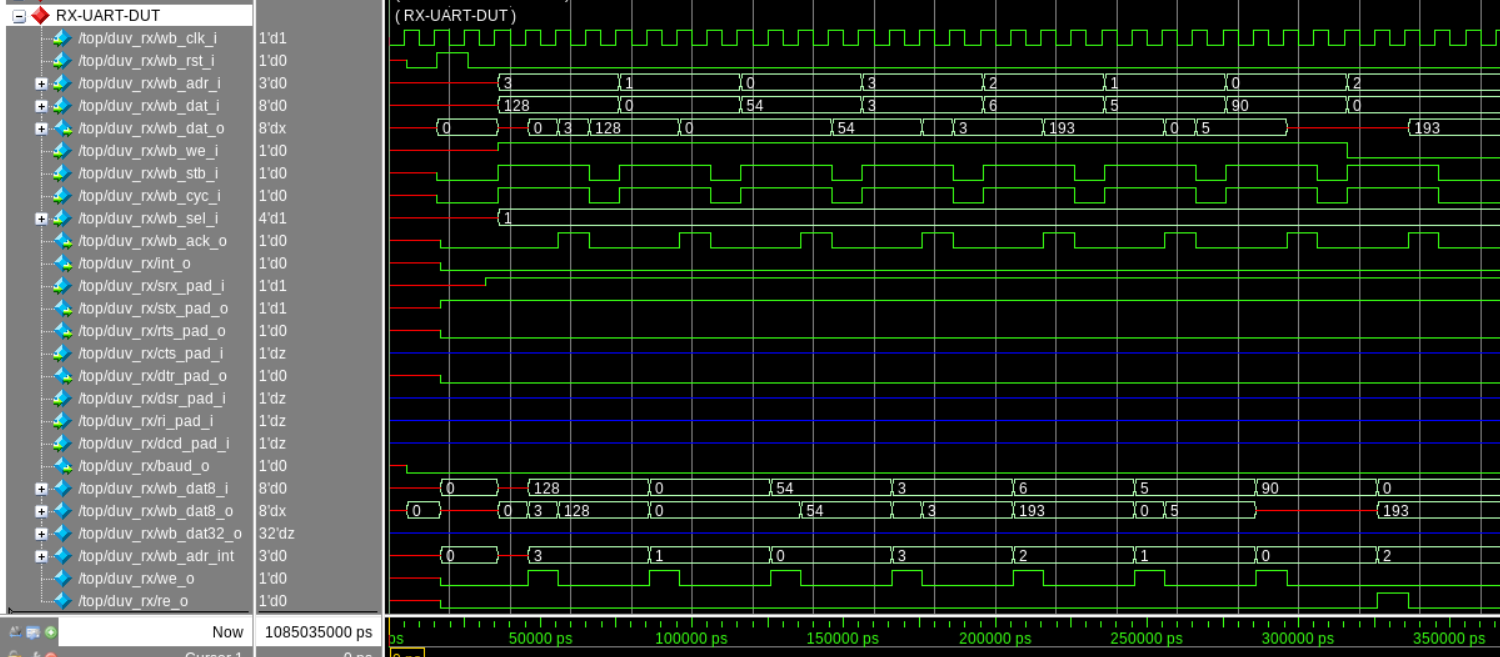 RX-UART-DUT ( RX-UART-DUT )
/top/duv_rx/wb_clk_i 1'd1
/top/duv_rx/wb_rst_i 1'd0
/top/duv_rx/wb_adr_i 3'd0 3 1 0 3 2 1 0 2
/top/duv_rx/wb_dat_i 8'd0 128 0 54 3 6 5 90 0
/top/duv_rx/wb_dat_o 8'dx 0 0 3 128 0 54 3 193 0 5 193
/top/duv_rx/wb_we_i 1'd0
/top/duv_rx/wb_stb_i 1'd0
/top/duv_rx/wb_cyc_i 1'd0
/top/duv_rx/wb_sel_i 4'd1 1
/top/duv_rx/wb_ack_o 1'd0
/top/duv_rx/int_o 1'd0
/top/duv_rx/srx_pad_i 1'd1
/top/duv_rx/stx_pad_o 1'd1
/top/duv_rx/rts_pad_o 1'd0
/top/duv_rx/cts_pad_i 1'dz
/top/duv_rx/dtr_pad_o 1'd0
/top/duv_rx/dsr_pad_i 1'dz
/top/duv_rx/ri_pad_i 1'dz
/top/duv_rx/dcd_pad_i 1'dz
/top/duv_rx/baud_o 1'd0
/top/duv_rx/wb_dat8_i 8'd0 0 128 0 54 3 6 5 90 0
/top/duv_rx/wb_dat8_o 8'dx 0 0 3 128 0 54 3 193 0 5 193
/top/duv_rx/wb_dat32_o 32'dz
/top/duv_rx/wb_adr_int 3'd0 0 3 1 0 3 2 1 0 2
/top/duv_rx/we_o 1'd0
/top/duv_rx/re_o 1'd0
Now 1085035000 ps ps 50000 ps 100000 ps 150000 ps 200000 ps 250000 ps 300000 ps 350000 ps